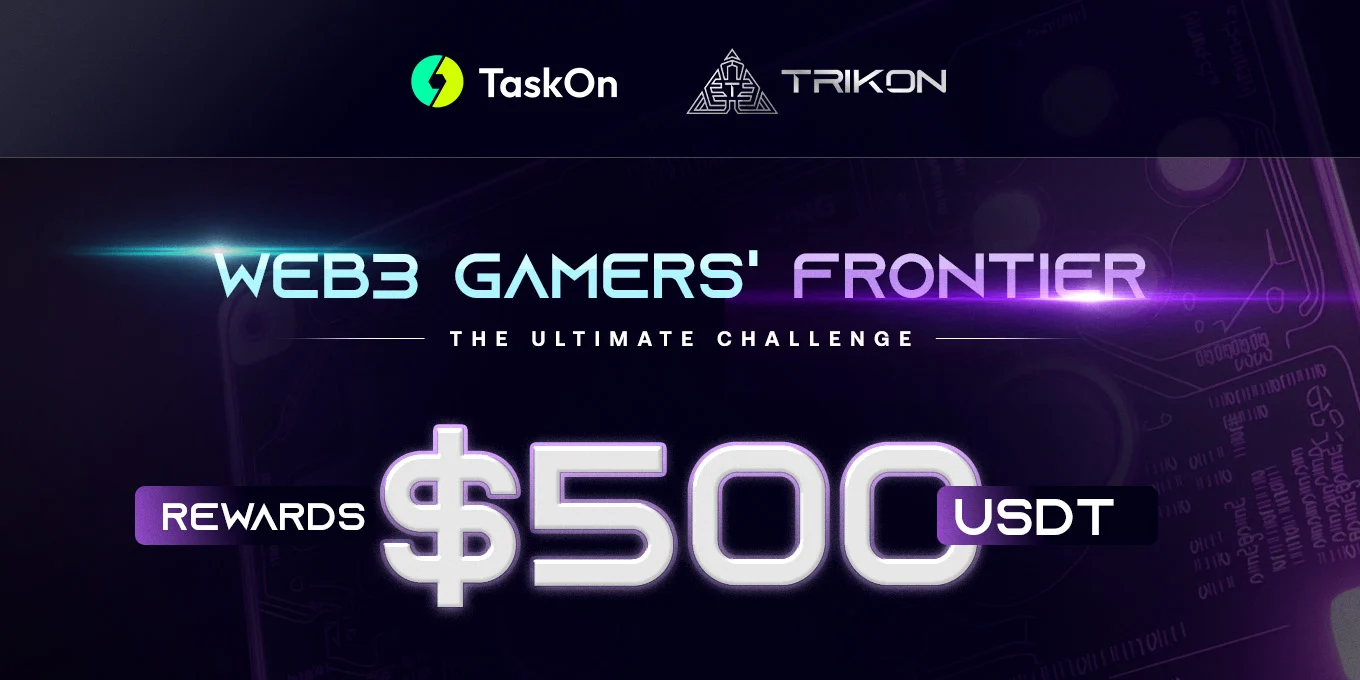 TaskOn TRIKON
WEB3 GAMERS' FRONTIER
THE ULTIMATE CHALLENGE
REWARDS $500 USDT